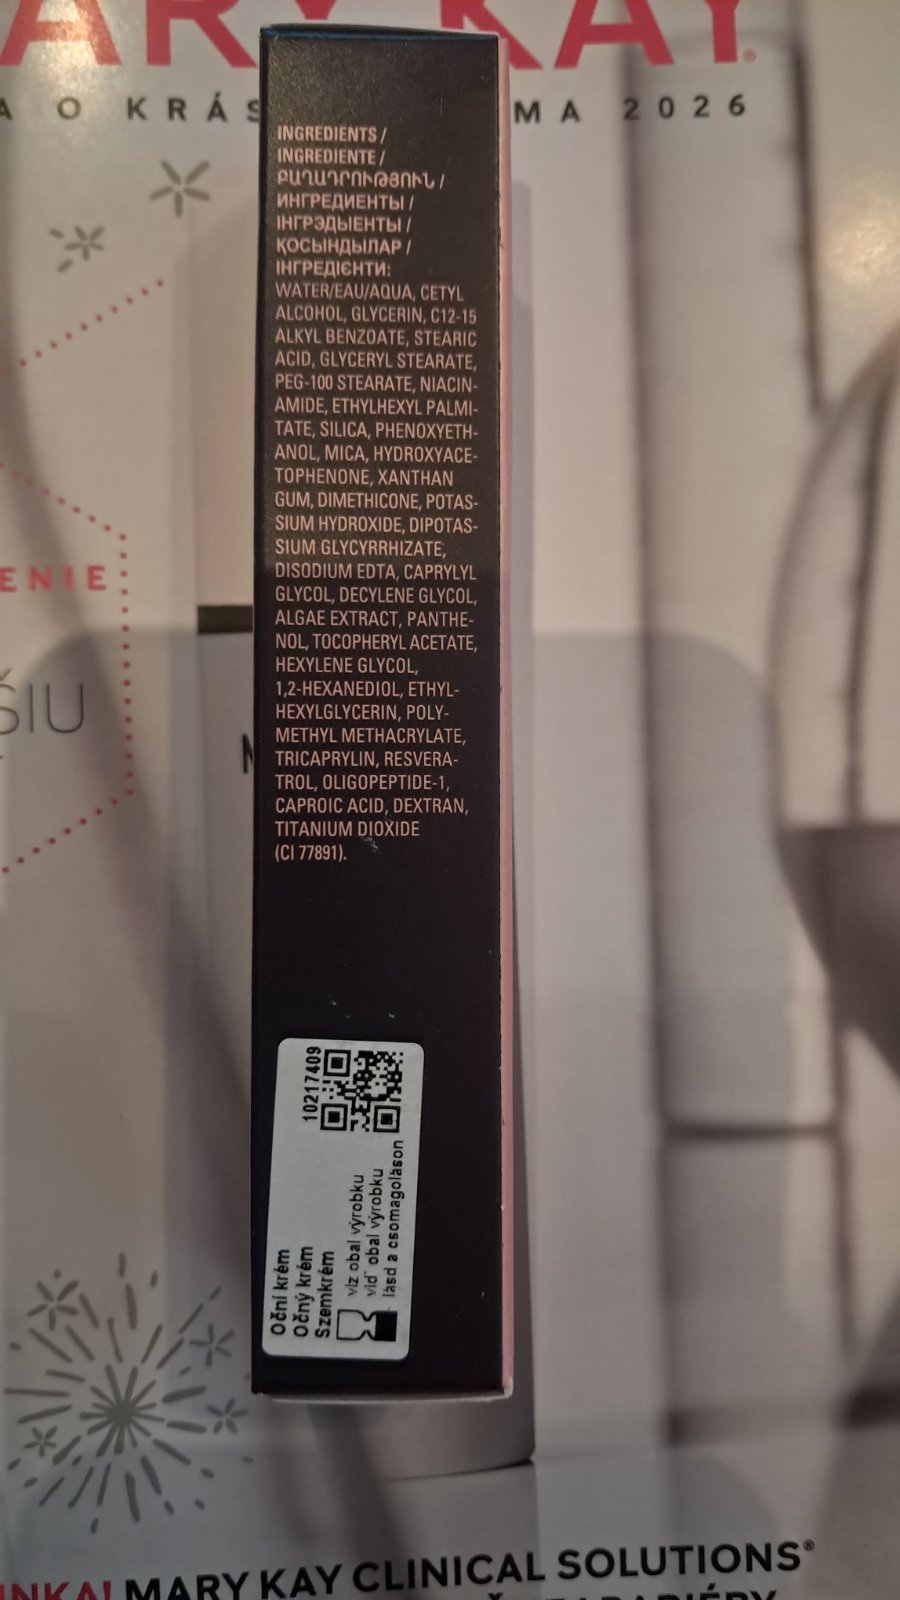 ARY KAY®
A O KRÁS
MA 2026
INGREDIENTS /
INGREDIENTE /
ԲԱՂԱԴՐՈՒԹՅՈՒՆ /
ИНГРЕДИЕНТЫ /
ІНГРЭДЫЕНТЫ /
ҚОСЫНДЫЛАР /
ІНГРЕДІЄНТИ:
WATER/EAU/AQUA, CETYL
ALCOHOL, GLYCERIN, C12-15
ALKYL BENZOATE, STEARIC
ACID, GLYCERYL STEARATE,
PEG-100 STEARATE, NIACIN-
AMIDE, ETHYLHEXYL PALMI-
TATE, SILICA, PHENOXYETH-
ANOL, MICA, HYDROXYACE-
TOPHENONE, XANTHAN
GUM, DIMETHICONE, POTAS-
SIUM HYDROXIDE, DIPOTAS-
SIUM GLYCYRRHIZATE,
DISODIUM EDTA, CAPRYLYL
GLYCOL, DECYLENE GLYCOL,
ALGAE EXTRACT, PANTHE-
NOL, TOCOPHERYL ACETATE,
HEXYLENE GLYCOL,
1,2-HEXANEDIOL, ETHYL-
HEXYLGLYCERIN, POLY-
METHYL METHACRYLATE,
TRICAPRYLIN, RESVERA-
TROL, OLIGOPEPTIDE-1,
CAPROIC ACID, DEXTRAN,
TITANIUM DIOXIDE
(CI 77891).
10217409
Oční krém
Očný krém
Szemkrém
viz obal výrobku
viď obal výrobku
lásd a csomagoláson
ENIE
ŠIU
INKA! MARY KAY CLINICAL SOLUTIONS®